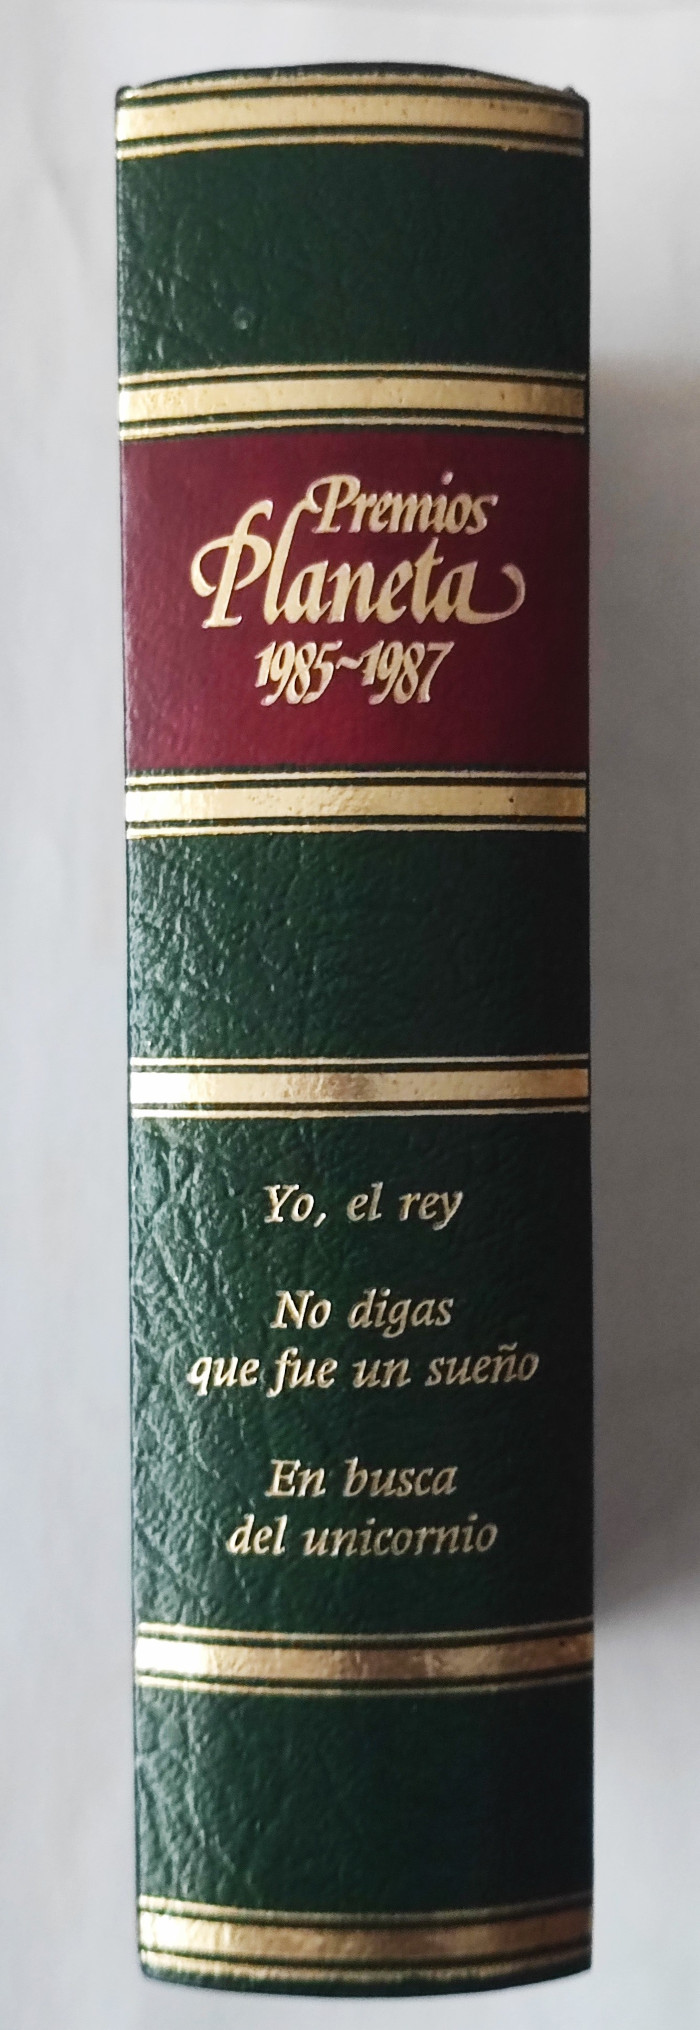 Premios
Planeta
1985~1987
Yo, el rey
No digas
que fue un sueño
En busca
del unicornio